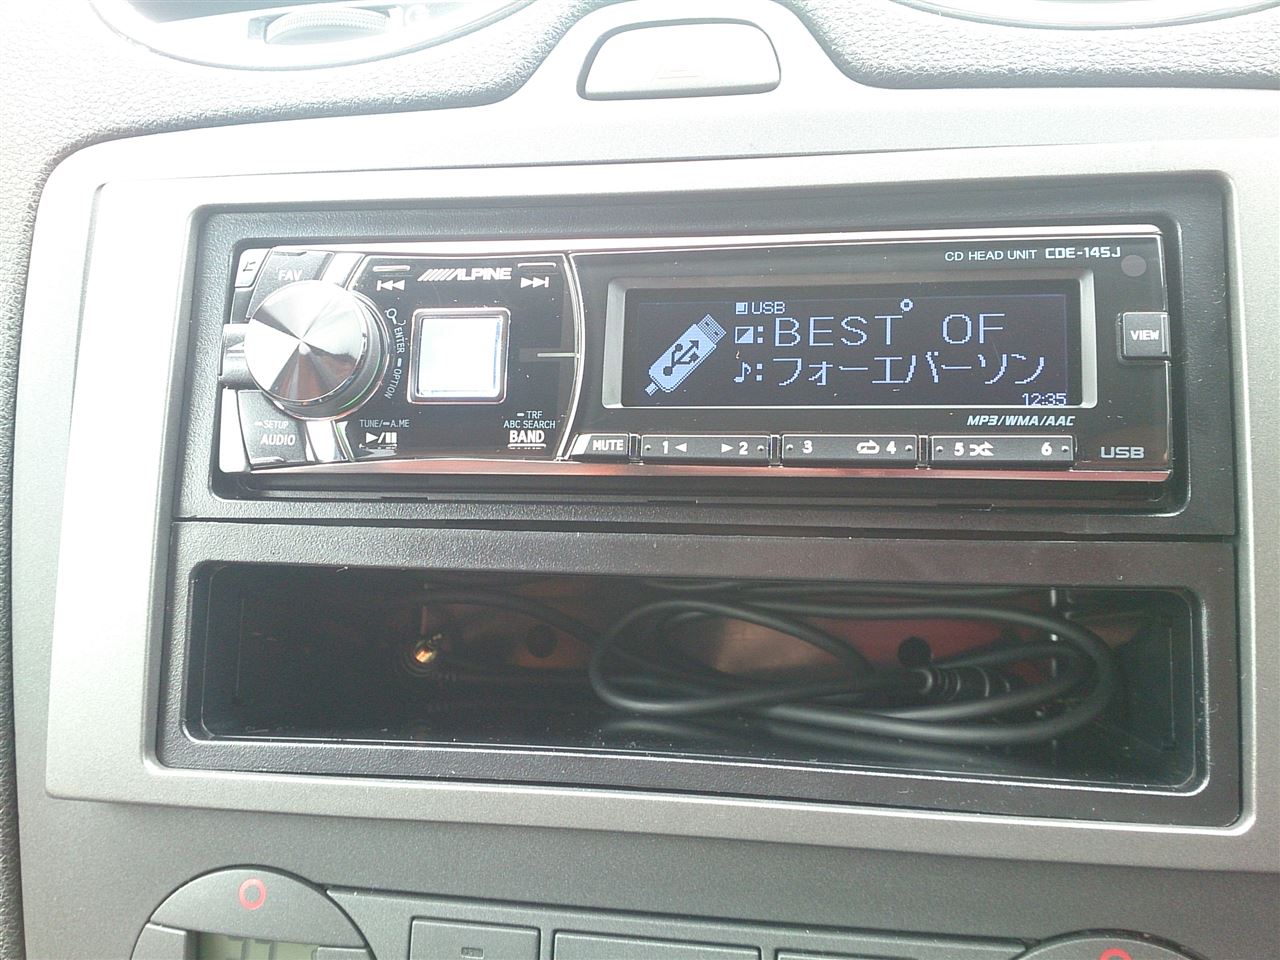 FAV
ALPINE
CD HEAD UNIT CDE-145J
USB
BEST OF
フォーエバーソン
12:35
VIEW
ENTER
OPTION
SETUP
AUDIO
TUNE/A.ME
TRF
ABC SEARCH
BAND
MP3/WMA/AAC
MUTE 1 2 3 4 5 6
USB